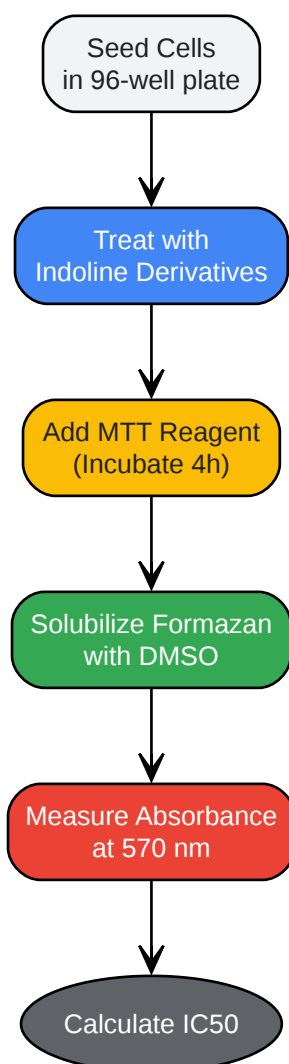 Seed Cells
in 96-well plate
Treat with
Indoline Derivatives
Add MTT Reagent
(Incubate 4h)
Solubilize Formazan
with DMSO
Measure Absorbance
at 570 nm
Calculate IC50